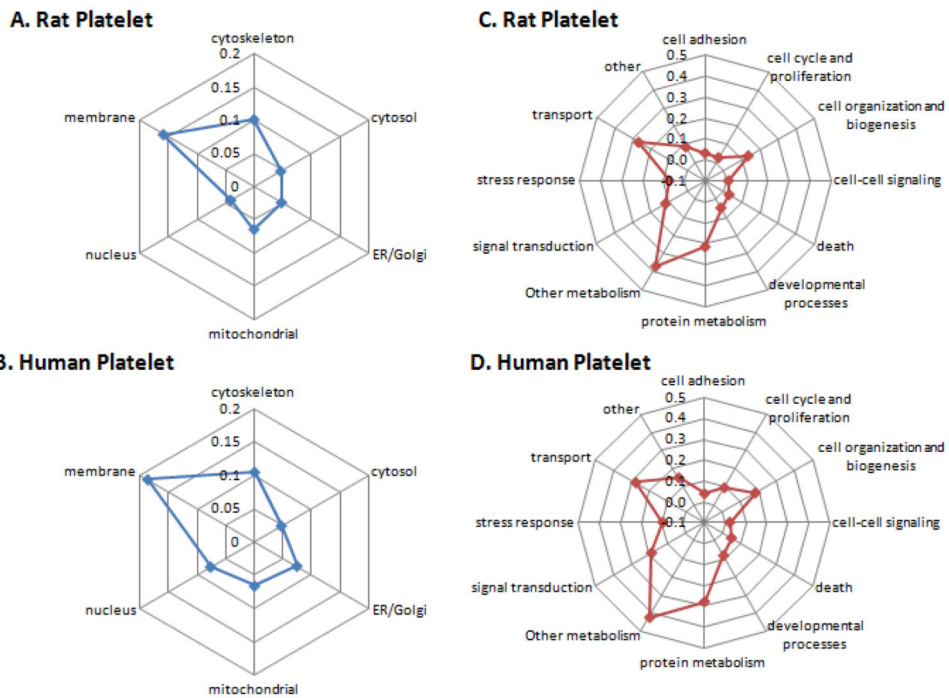 A. Rat Platelet
cytoskeleton
0.2
0.15
0.1
0.05
0
membrane
cytosol
nucleus
ER/Golgi
mitochondrial
C. Rat Platelet
cell adhesion
0.5
0.4
0.3
0.2
0.1
0.0
-0.1
other
cell cycle and
proliferation
transport
cell organization and
biogenesis
stress response
cell-cell signaling
signal transduction
death
Other metabolism
developmental
processes
protein metabolism
B. Human Platelet
cytoskeleton
0.2
0.15
0.1
0.05
0
membrane
cytosol
nucleus
ER/Golgi
mitochondrial
D. Human Platelet
cell adhesion
0.5
0.4
0.3
0.2
0.1
0.0
-0.1
other
cell cycle and
proliferation
transport
cell organization and
biogenesis
stress response
cell-cell signaling
signal transduction
death
Other metabolism
developmental
processes
protein metabolism